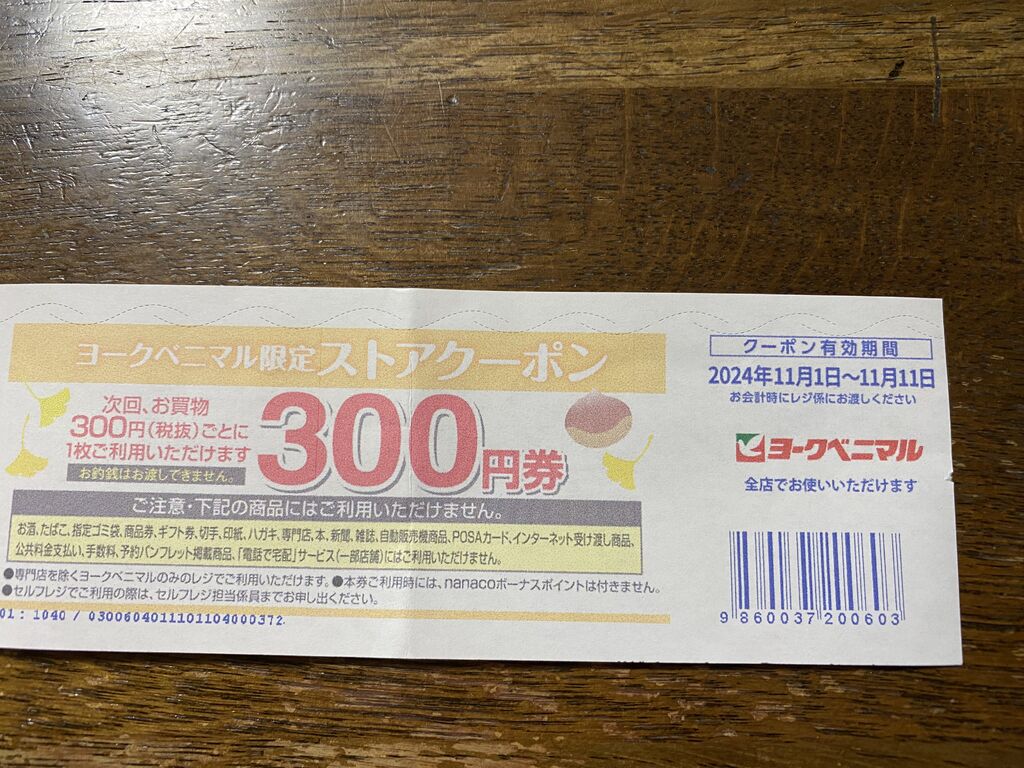 ヨークベニマル限定ストアクーポン
次回、お買物
300円(税抜)ごとに
1枚ご利用いただけます
お釣銭はお渡しできません。
300円券
ご注意・下記の商品にはご利用いただけません。
お酒、たばこ、指定ゴミ袋、商品券、ギフト券、切手、印紙、ハガキ、専門店、本、新聞、雑誌、自動販売機商品、POSAカード、インターネット受け渡し商品、
公共料金支払い、手数料、予約パンフレット掲載商品、「電話で宅配」サービス(一部店舗)にはご利用いただけません。
●専門店を除くヨークベニマルのみのレジでご利用いただけます。●本券ご利用時には、nanacoボーナスポイントは付きません。
●セルフレジでご利用の際は、セルフレジ担当係員までお申し出ください。
01: 1040 / 0300604011101104000372
クーポン有効期間
2024年11月1日～11月11日
お会計時にレジ係にお渡しください
ヨークベニマル
全店でお使いいただけます
9 860037 200603